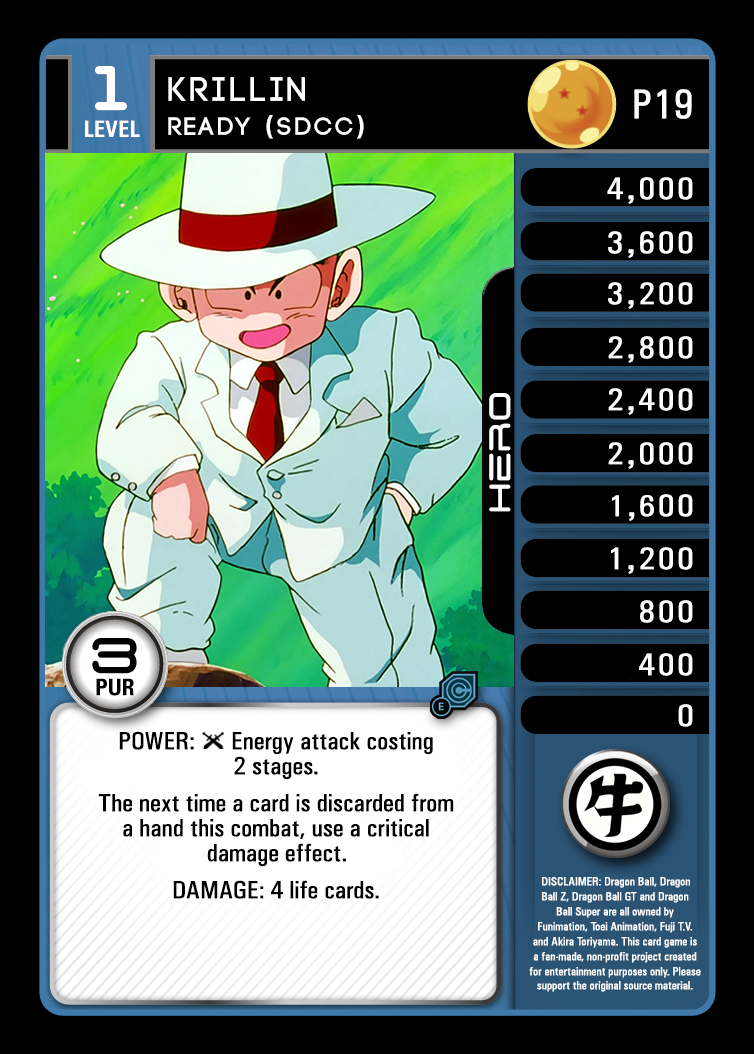 1
LEVEL
KRILLIN
READY (SDCC)
P19
4,000
3,600
3,200
2,800
2,400
2,000
1,600
1,200
800
400
0
HERO
3
PUR
E
POWER: Energy attack costing
2 stages.
The next time a card is discarded from
a hand this combat, use a critical
damage effect.
DAMAGE: 4 life cards.
牛
DISCLAIMER: Dragon Ball, Dragon
Ball Z, Dragon Ball GT and Dragon
Ball Super are all owned by
Funimation, Toei Animation, Fuji T.V.
and Akira Toriyama. This card game is
a fan-made, non-profit project created
for entertainment purposes only. Please
support the original source material.